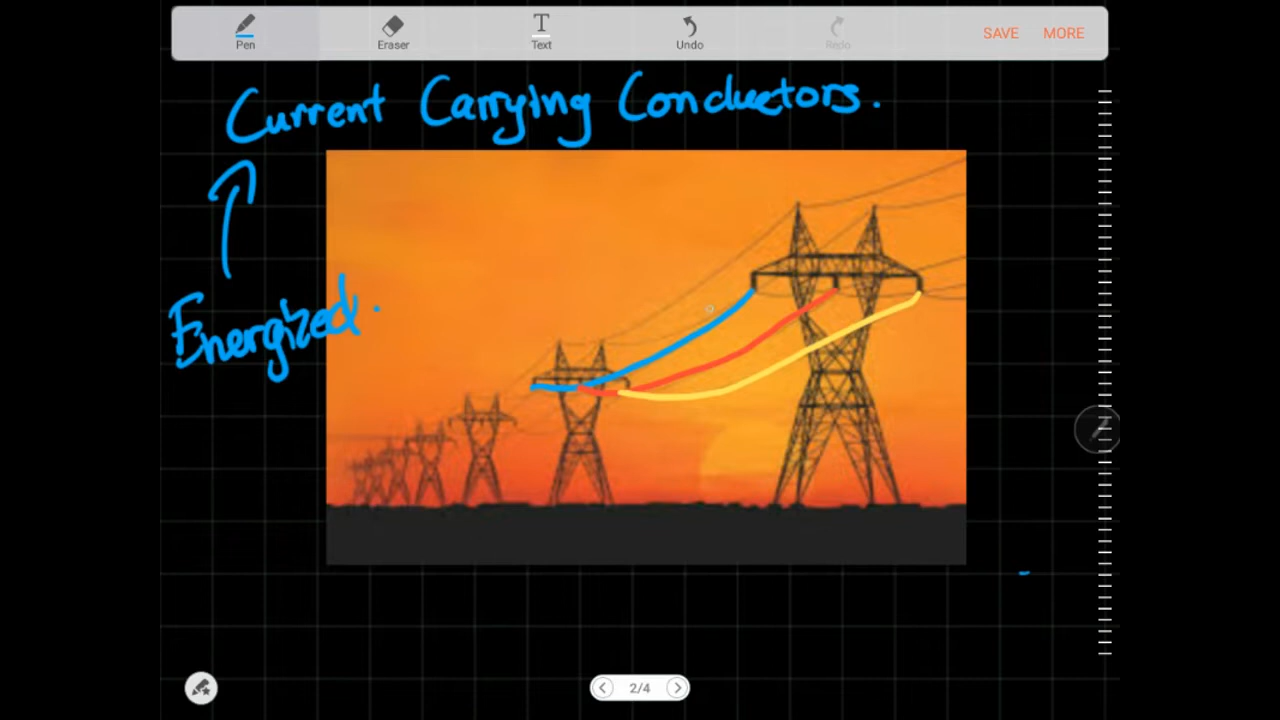 Pen
Eraser
T
Text
Undo
Redo
SAVE
MORE
Current Carrying Conductors.
Energized.
2/4